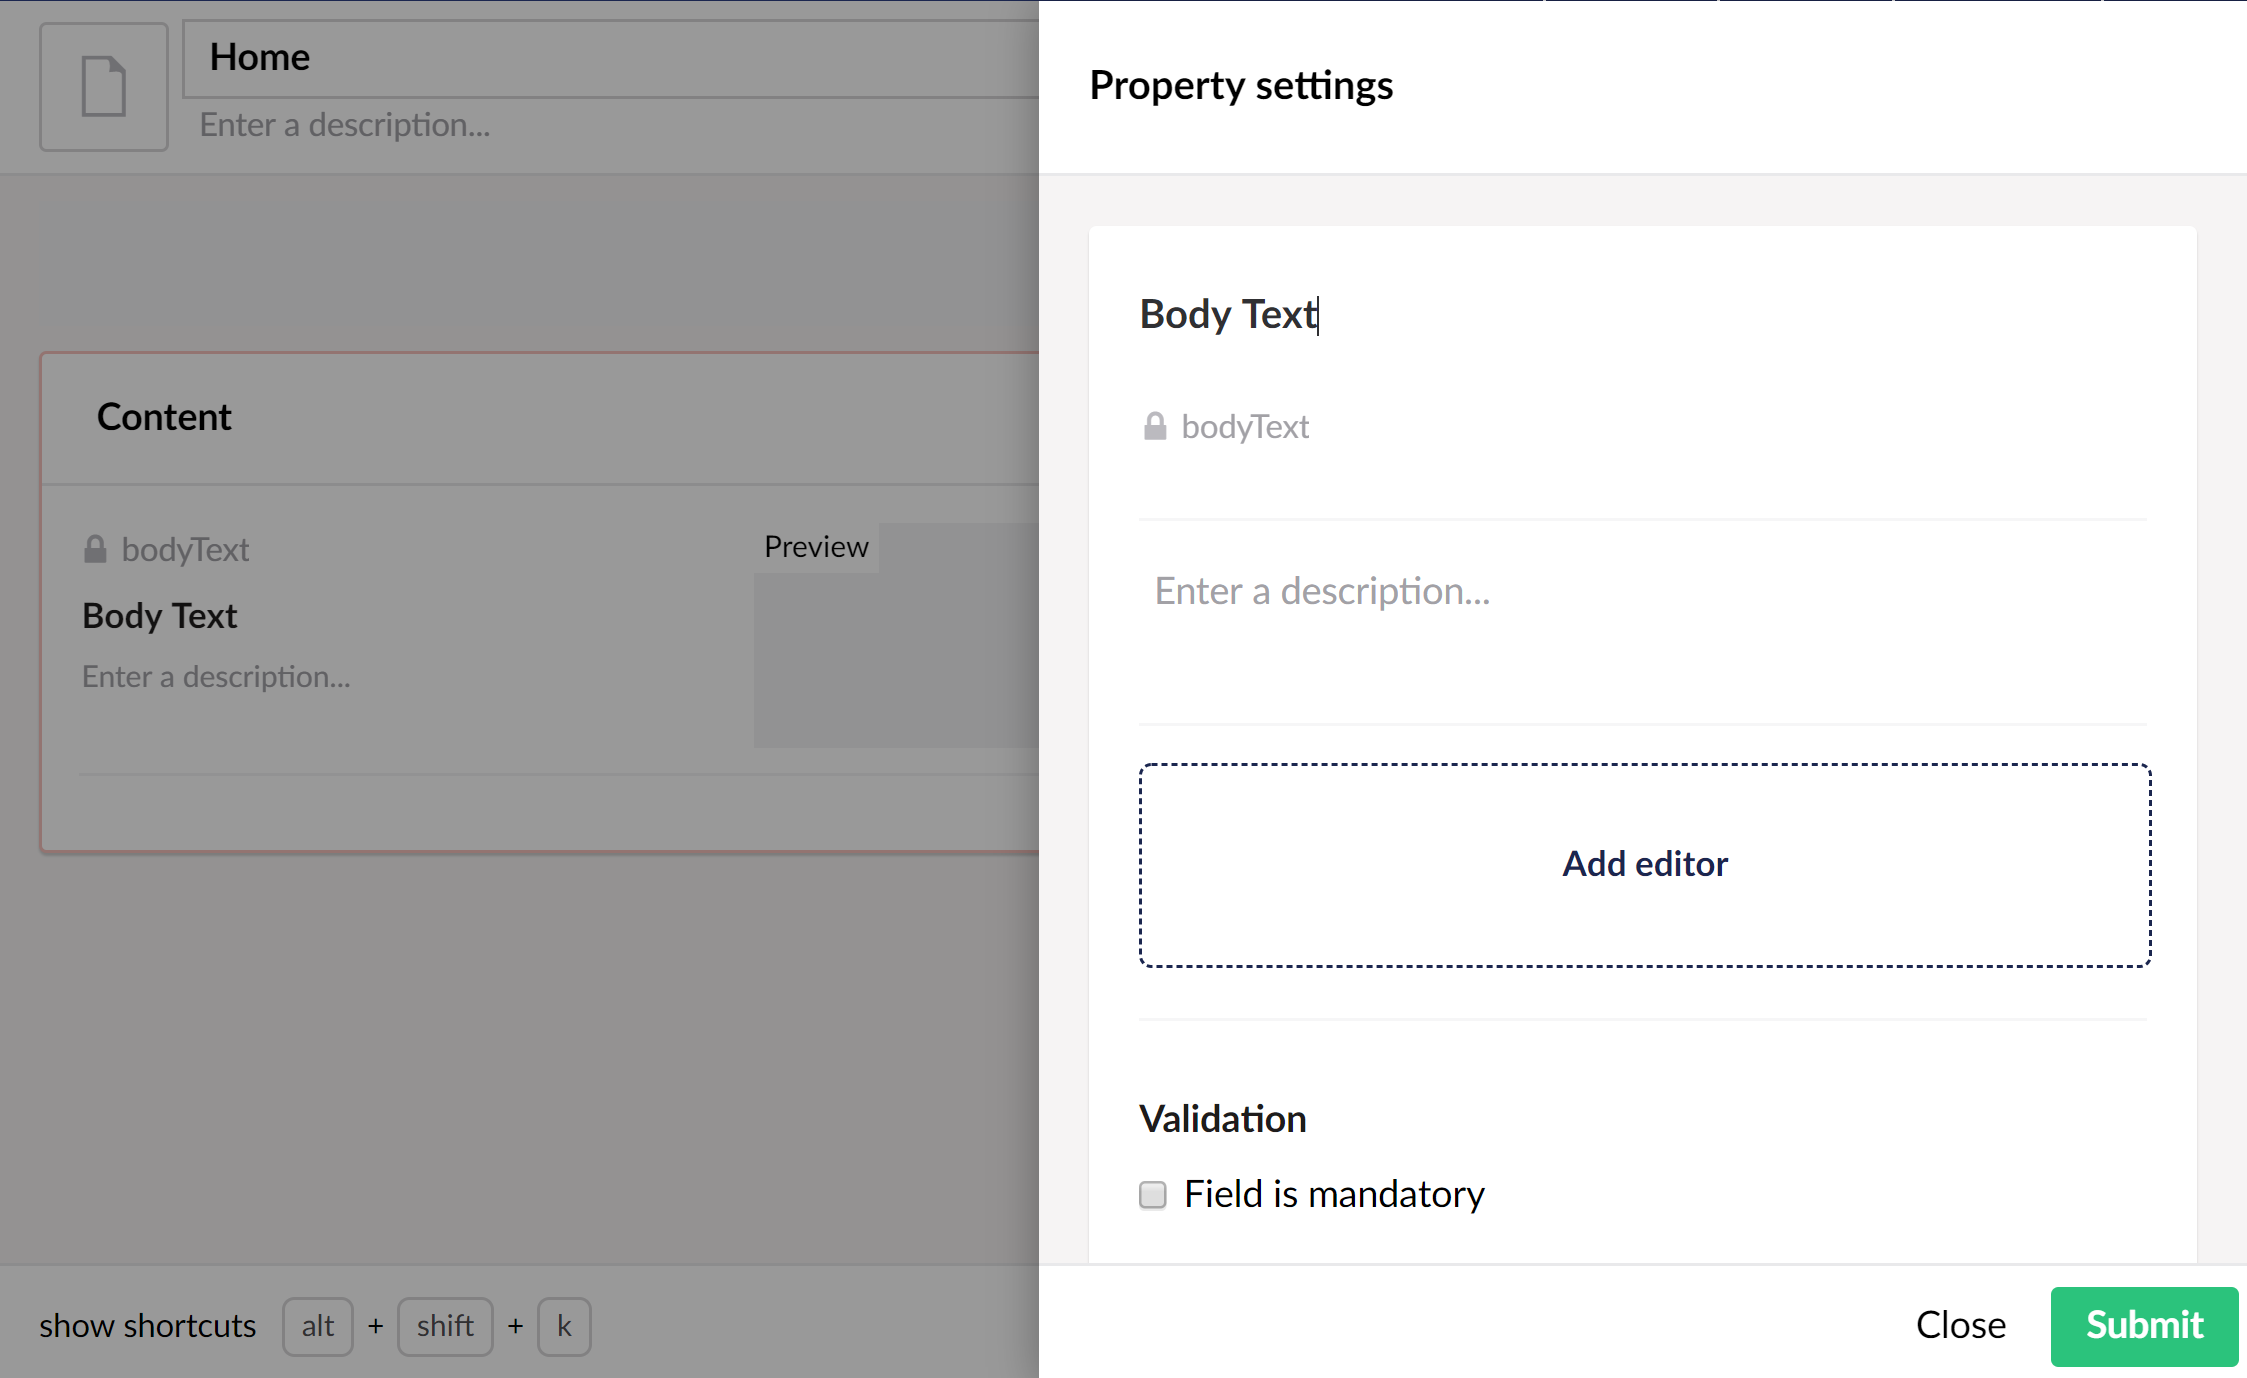 Home
Enter a description...
Content
bodyText
Body Text
Enter a description...
Preview
show shortcuts alt + shift + k
Property settings
Body Text
bodyText
Enter a description...
Add editor
Validation
Field is mandatory
Close Submit